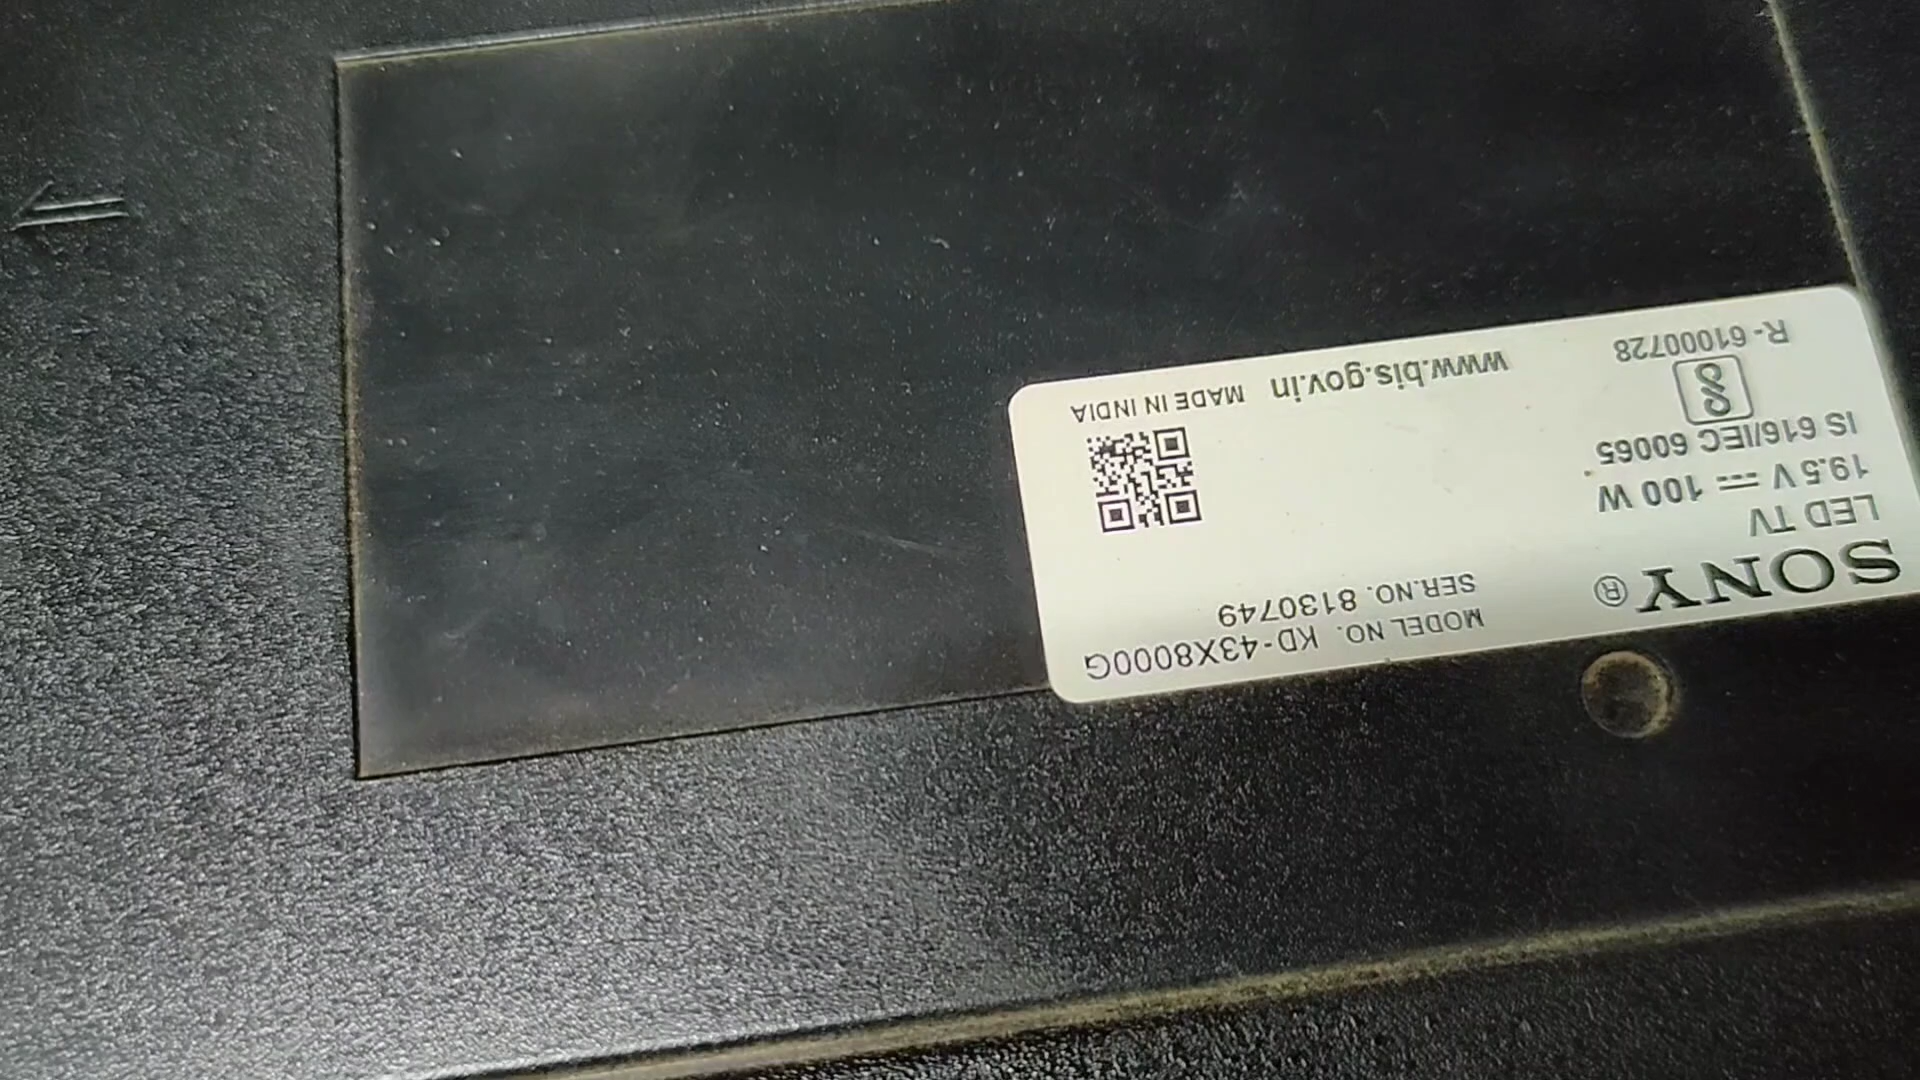 SONY®
LED TV
19.5 V ⎓ 100 W
IS 616/IEC 60065
R- 61000728
MODEL NO. KD-43X8000G
SER.NO. 8130749
www.bis.gov.in MADE IN INDIA